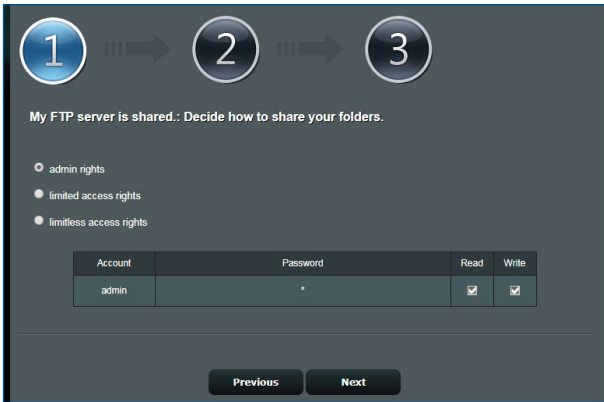 1 2 3
My FTP server is shared.: Decide how to share your folders.
admin rights
limited access rights
limitless access rights
Account Password Read Write
admin *
Previous Next